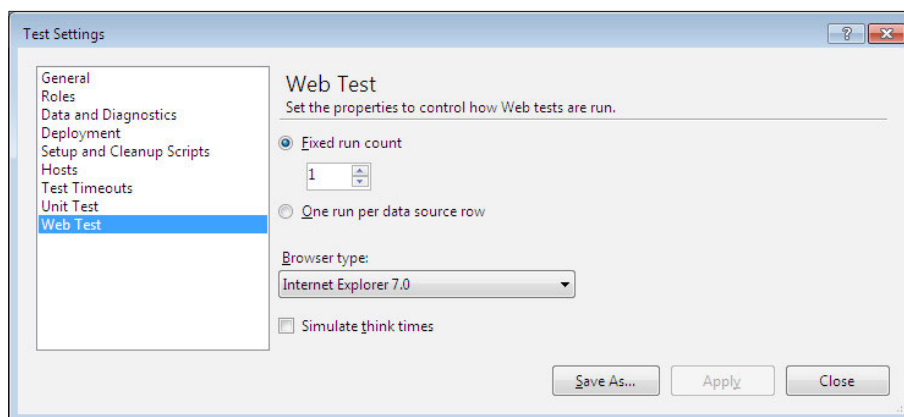 Test Settings
General
Roles
Data and Diagnostics
Deployment
Setup and Cleanup Scripts
Hosts
Test Timeouts
Unit Test
Web Test
Web Test
Set the properties to control how Web tests are run.
Fixed run count
1
One run per data source row
Browser type:
Internet Explorer 7.0
Simulate think times
Save As... Apply Close